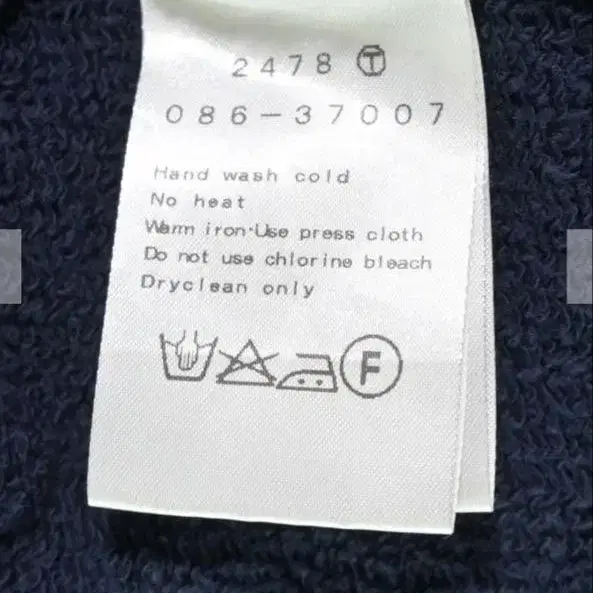 2478 Ⓣ
086-37007
Hand wash cold
No heat
Warm iron·Use press cloth
Do not use chlorine bleach
Dryclean only
F